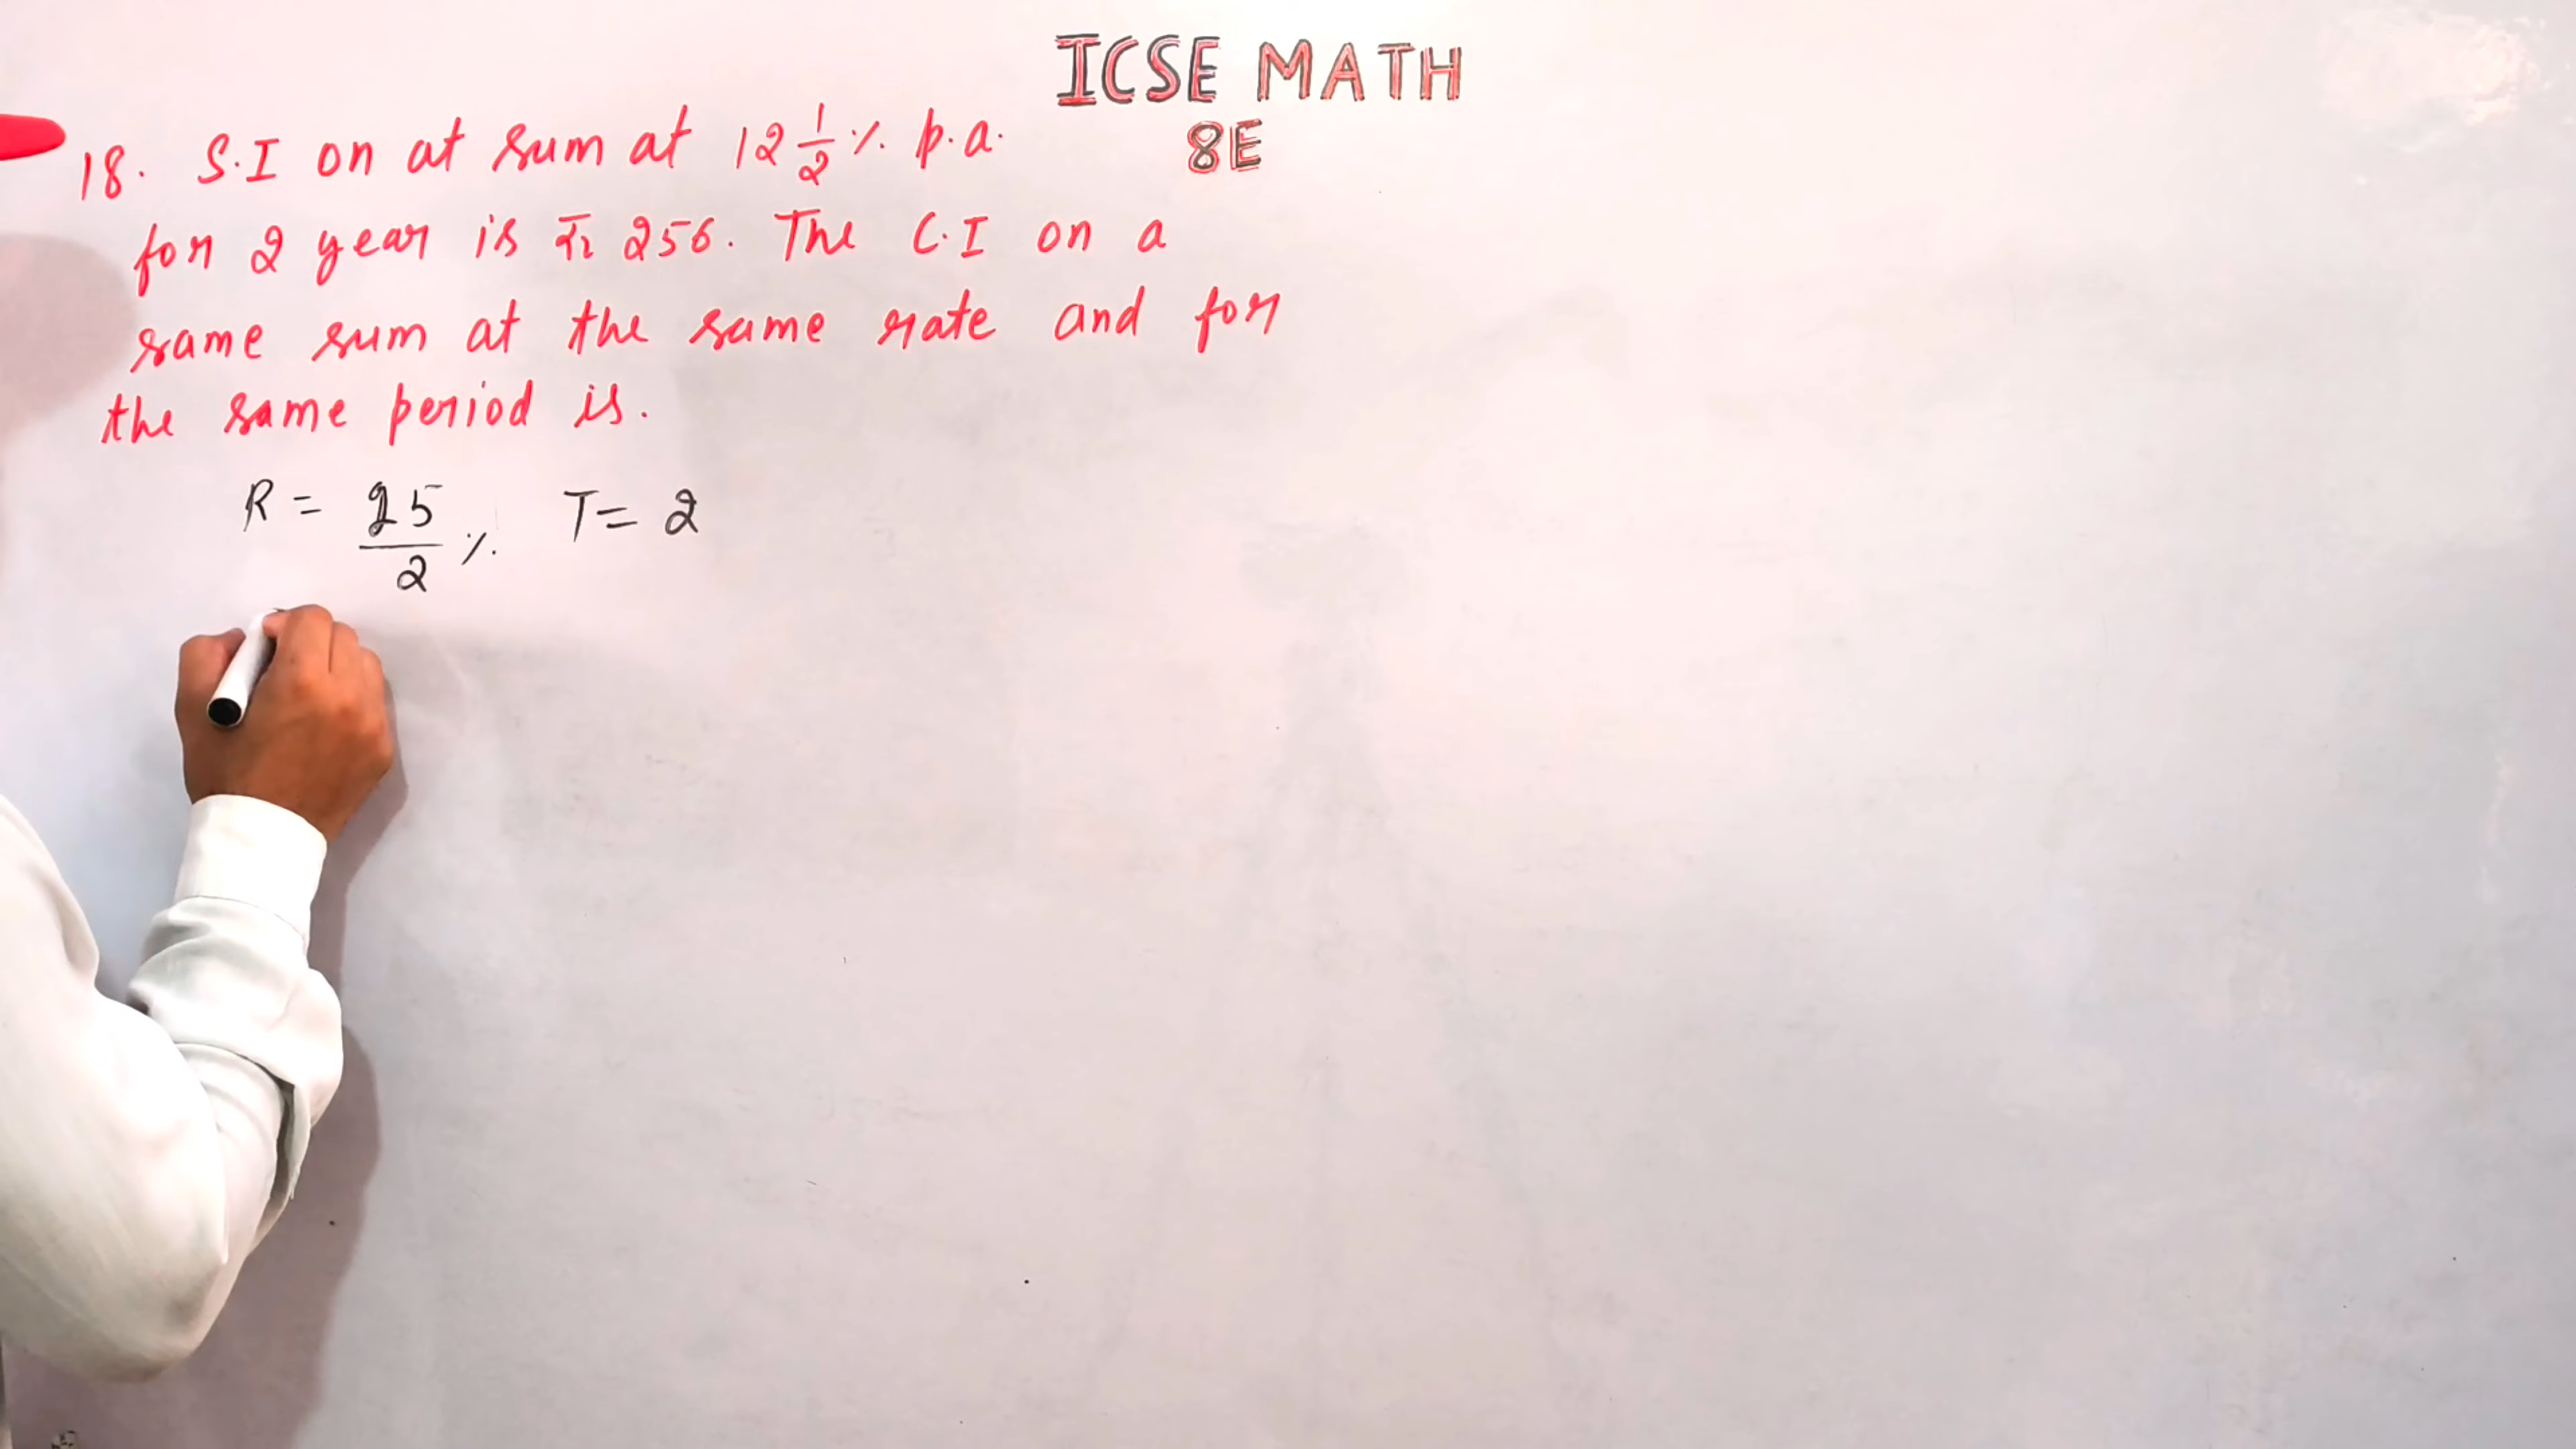 ICSE MATH
8E
18. S.I on at sum at 12 1/2 % p.a.
for 2 year is ₹ 256. The C.I on a
same sum at the same rate and for
the same period is.
R = 25/2 % T = 2